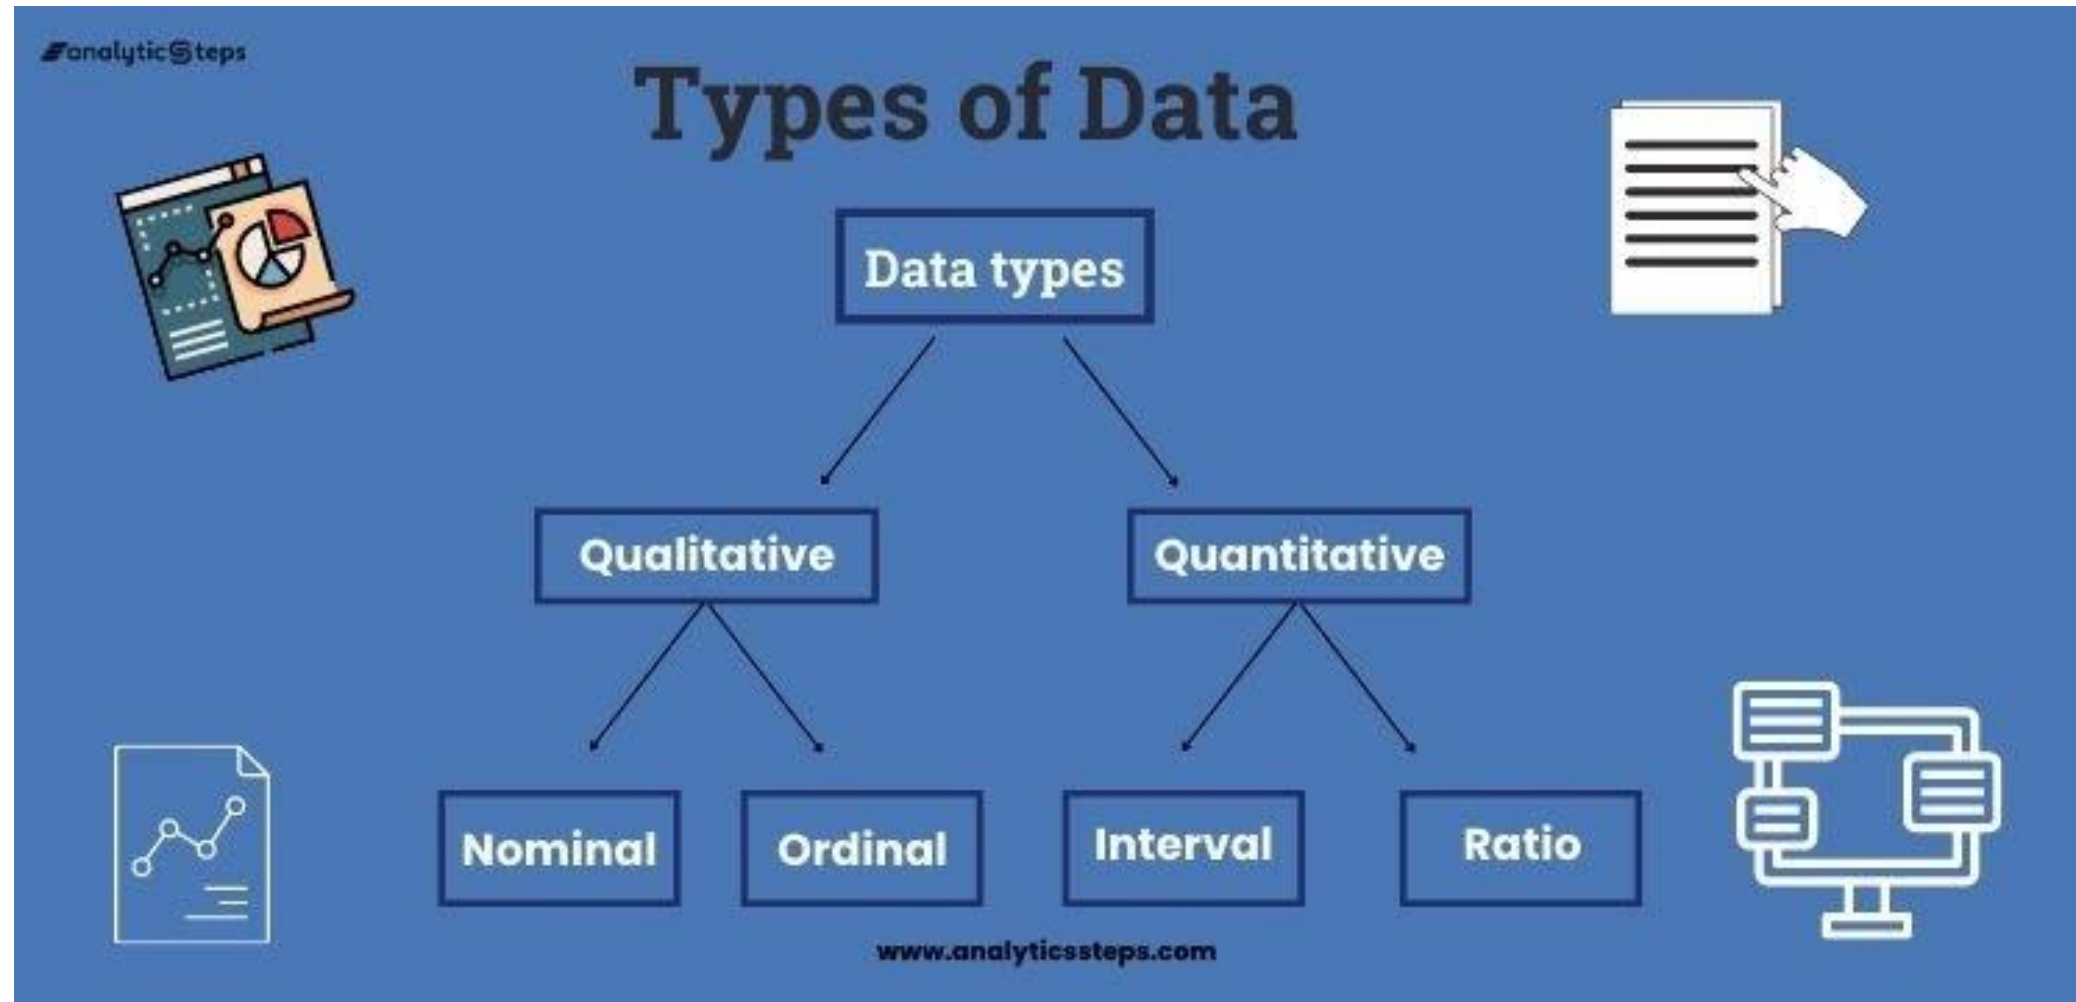 analyticSteps
Types of Data
Data types
Qualitative
Quantitative
Nominal
Ordinal
Interval
Ratio
www.analyticssteps.com